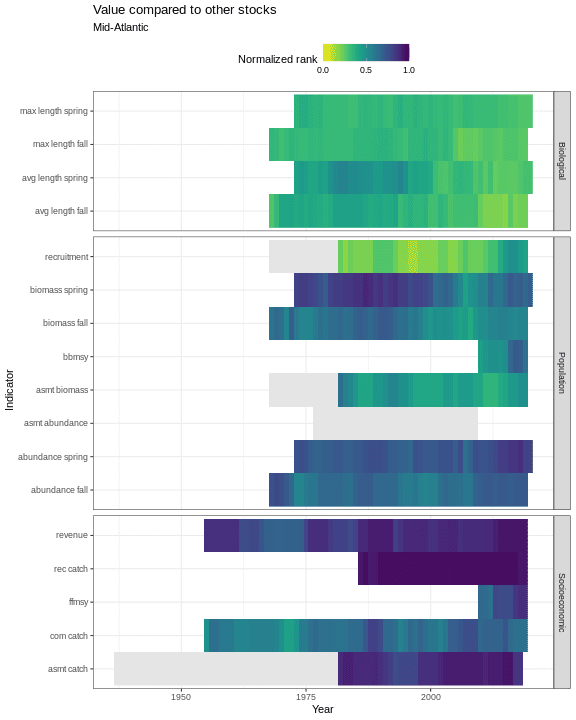 Value compared to other stocks
Mid-Atlantic
Normalized rank
0.0 0.5 1.0
max length spring
max length fall
avg length spring
avg length fall
Biological
recruitment
biomass spring
biomass fall
bbmsy
asmt biomass
asmt abundance
abundance spring
abundance fall
Population
revenue
rec catch
ffmsy
com catch
asmt catch
Socioeconomic
Indicator
1950 1975 2000
Year